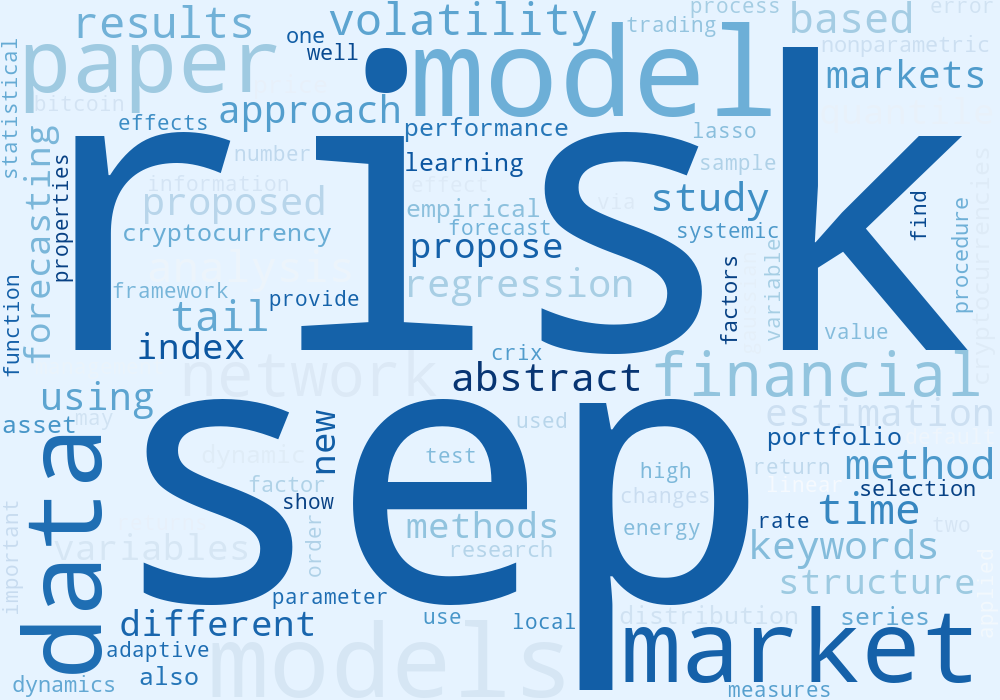 process
error
results
volatility
trading
based
one
paper
model
nonparametric
well
statistical
markets
bitcoin
approach
effects
performance
lasso
risk
number
learning
sample
forecasting
properties
information
effect
proposed
study
via
find
empirical
forecast
cryptocurrency
systemic
propose
procedure
cryptocurrencies
variable
factors
analysis
regression
framework
provide
tail
function
index
value
crix
network
abstract
financial
using
may
asset
used
estimation
new
portfolio
default
dynamic
test
sep
high
return
method
factor
linear
selection
data
show
changes
time
methods
energy
rate
two
important
variables
order
research
keywords
structure
applied
parameter
different
use
local
distribution
series
market
adaptive
models
also
dynamics
measures